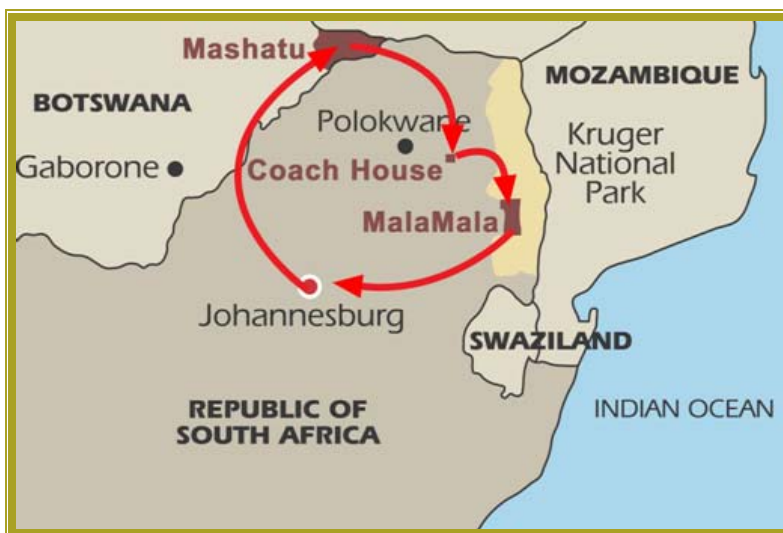 Mashatu
MOZAMBIQUE
BOTSWANA
Polokwane
Kruger
National
Park
Gaborone
Coach House
MalaMala
Johannesburg
SWAZILAND
REPUBLIC OF
SOUTH AFRICA
INDIAN OCEAN